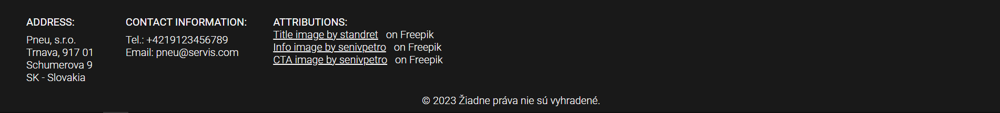 ADDRESS:
Pneu, s.r.o.
Trnava, 917 01
Schumerova 9
SK - Slovakia
CONTACT INFORMATION:
Tel.: +4219123456789
Email: pneu@servis.com
ATTRIBUTIONS:
Title image by standret on Freepik
Info image by senivpetro on Freepik
CTA image by senivpetro on Freepik
© 2023 Žiadne práva nie sú vyhradené.